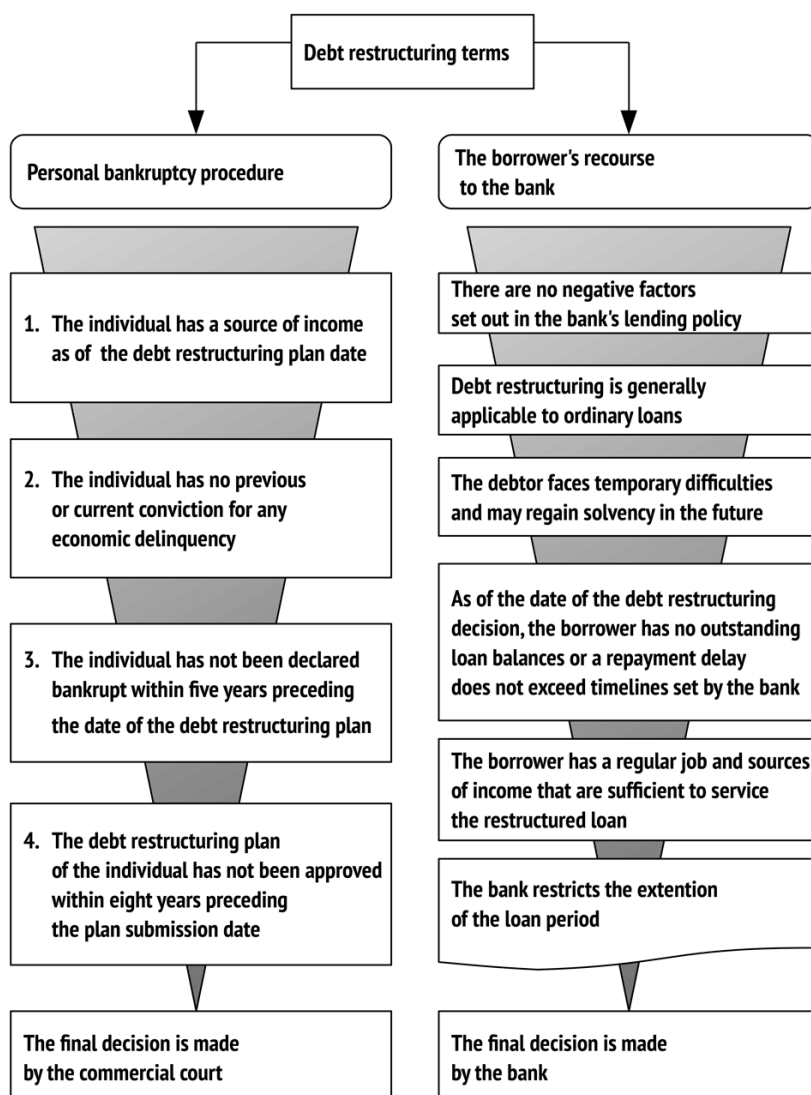 Debt restructuring terms
Personal bankruptcy procedure
1. The individual has a source of income
as of the debt restructuring plan date
2. The individual has no previous
or current conviction for any
economic delinquency
3. The individual has not been declared
bankrupt within five years preceding
the date of the debt restructuring plan
4. The debt restructuring plan
of the individual has not been approved
within eight years preceding
the plan submission date
The final decision is made
by the commercial court
The borrower's recourse
to the bank
There are no negative factors
set out in the bank's lending policy
Debt restructuring is generally
applicable to ordinary loans
The debtor faces temporary difficulties
and may regain solvency in the future
As of the date of the debt restructuring
decision, the borrower has no outstanding
loan balances or a repayment delay
does not exceed timelines set by the bank
The borrower has a regular job and sources
of income that are sufficient to service
the restructured loan
The bank restricts the extention
of the loan period
The final decision is made
by the bank